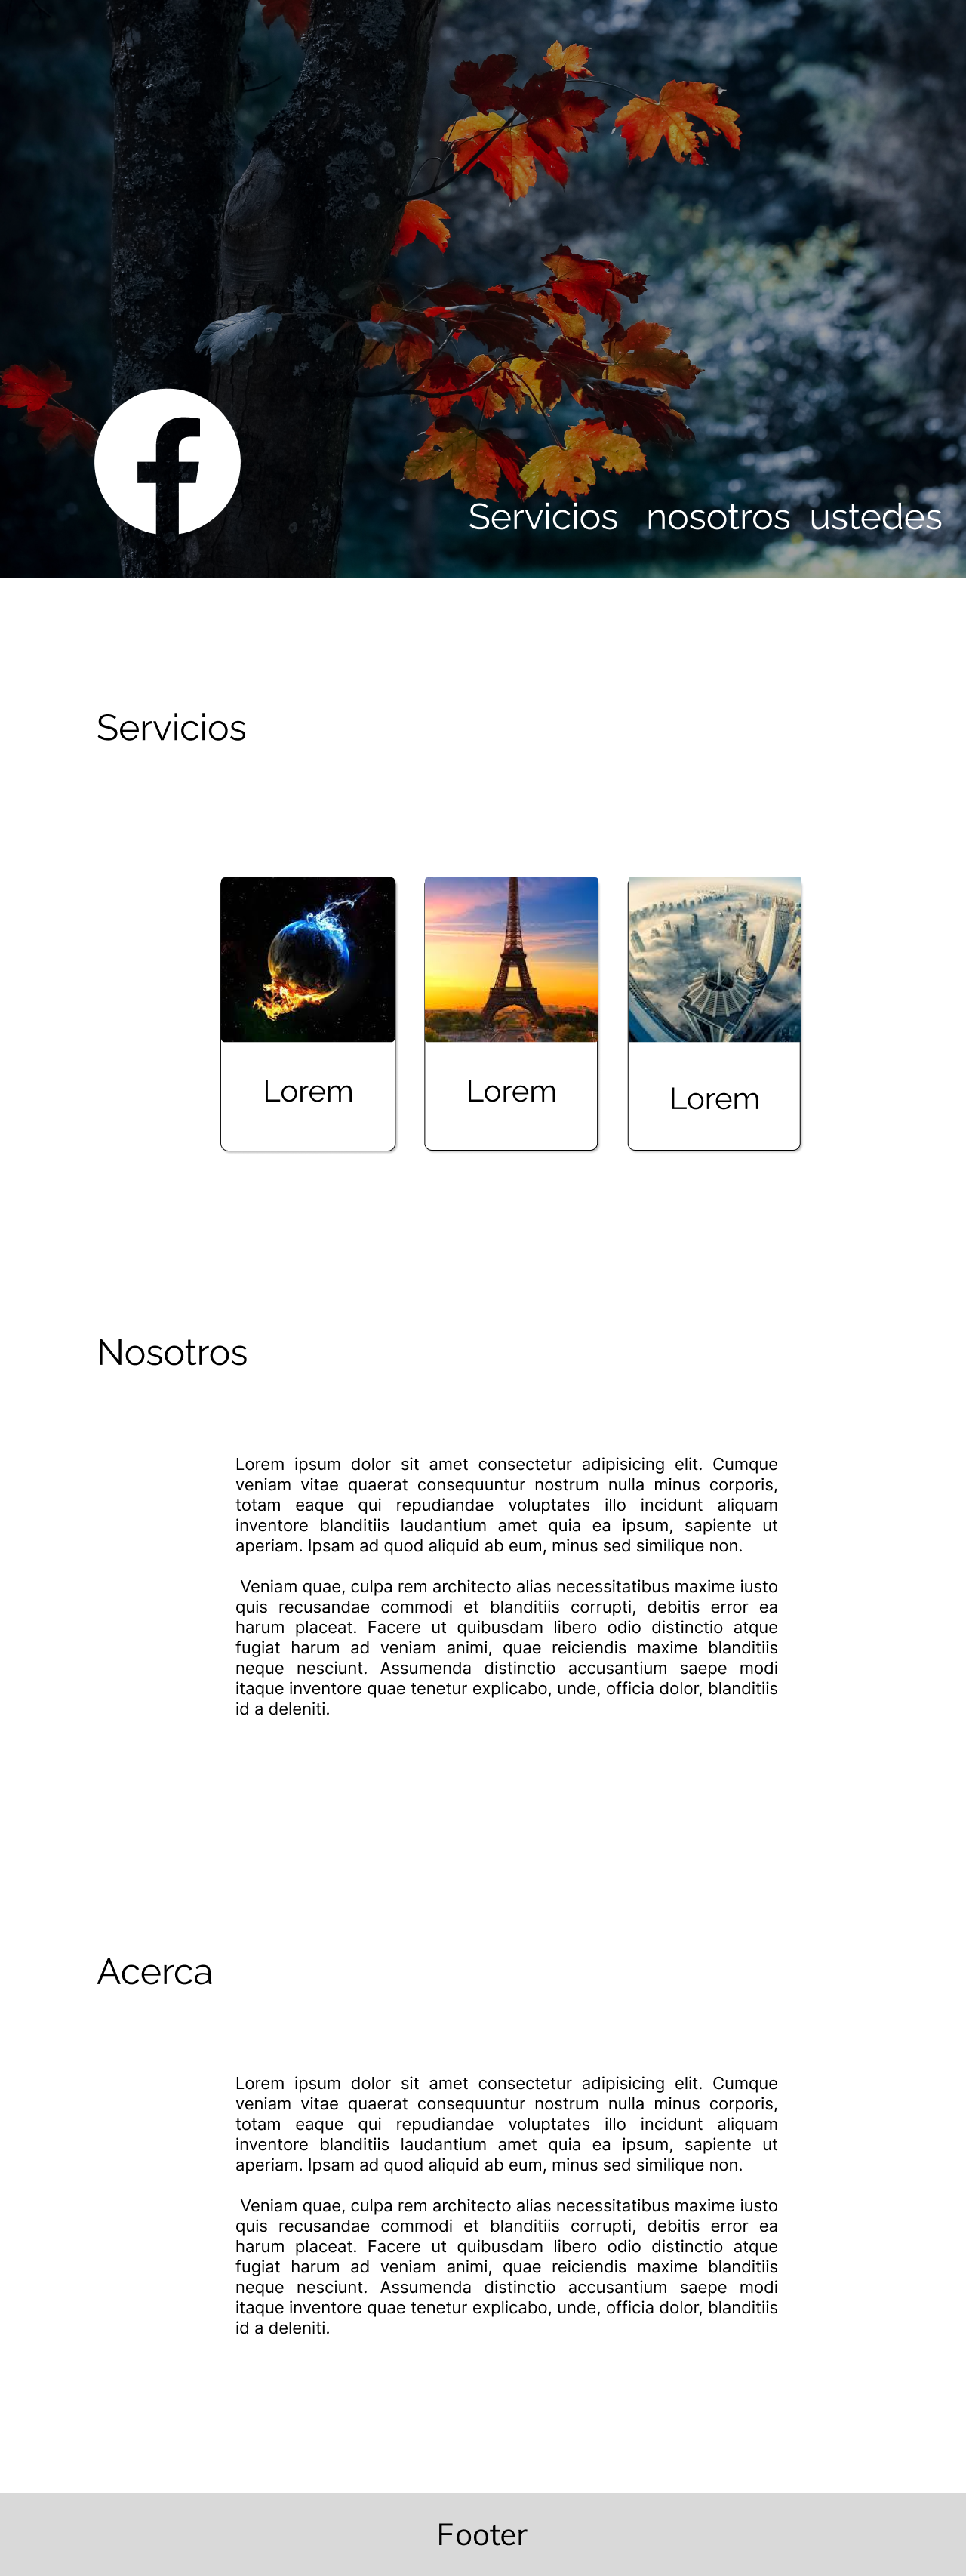 Servicios nosotros ustedes
Servicios
Lorem Lorem Lorem
Nosotros
Lorem ipsum dolor sit amet consectetur adipisicing elit. Cumque
veniam vitae quaerat consequuntur nostrum nulla minus corporis,
totam eaque qui repudiandae voluptates illo incidunt aliquam
inventore blanditiis laudantium amet quia ea ipsum, sapiente ut
aperiam. Ipsam ad quod aliquid ab eum, minus sed similique non.
Veniam quae, culpa rem architecto alias necessitatibus maxime iusto
quis recusandae commodi et blanditiis corrupti, debitis error ea
harum placeat. Facere ut quibusdam libero odio distinctio atque
fugiat harum ad veniam animi, quae reiciendis maxime blanditiis
neque nesciunt. Assumenda distinctio accusantium saepe modi
itaque inventore quae tenetur explicabo, unde, officia dolor, blanditiis
id a deleniti.
Acerca
Lorem ipsum dolor sit amet consectetur adipisicing elit. Cumque
veniam vitae quaerat consequuntur nostrum nulla minus corporis,
totam eaque qui repudiandae voluptates illo incidunt aliquam
inventore blanditiis laudantium amet quia ea ipsum, sapiente ut
aperiam. Ipsam ad quod aliquid ab eum, minus sed similique non.
Veniam quae, culpa rem architecto alias necessitatibus maxime iusto
quis recusandae commodi et blanditiis corrupti, debitis error ea
harum placeat. Facere ut quibusdam libero odio distinctio atque
fugiat harum ad veniam animi, quae reiciendis maxime blanditiis
neque nesciunt. Assumenda distinctio accusantium saepe modi
itaque inventore quae tenetur explicabo, unde, officia dolor, blanditiis
id a deleniti.
Footer